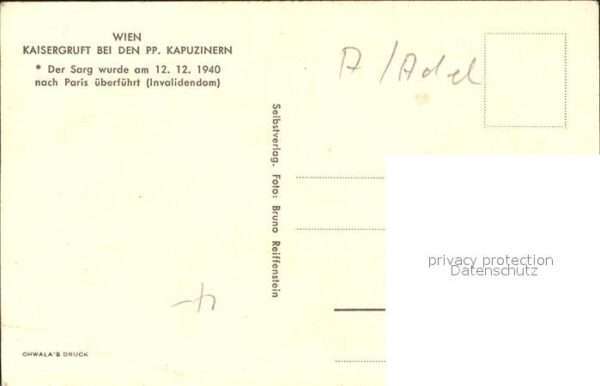 WIEN
KAISERGRUFT BEI DEN PP. KAPUZINERN
* Der Sarg wurde am 12. 12. 1940
nach Paris überführt (Invalidendom)
A/Adel
Selbstverlag. Foto: Bruno Reiffenstein
privacy protection
Datenschutz
CHWALA'S DRUCK